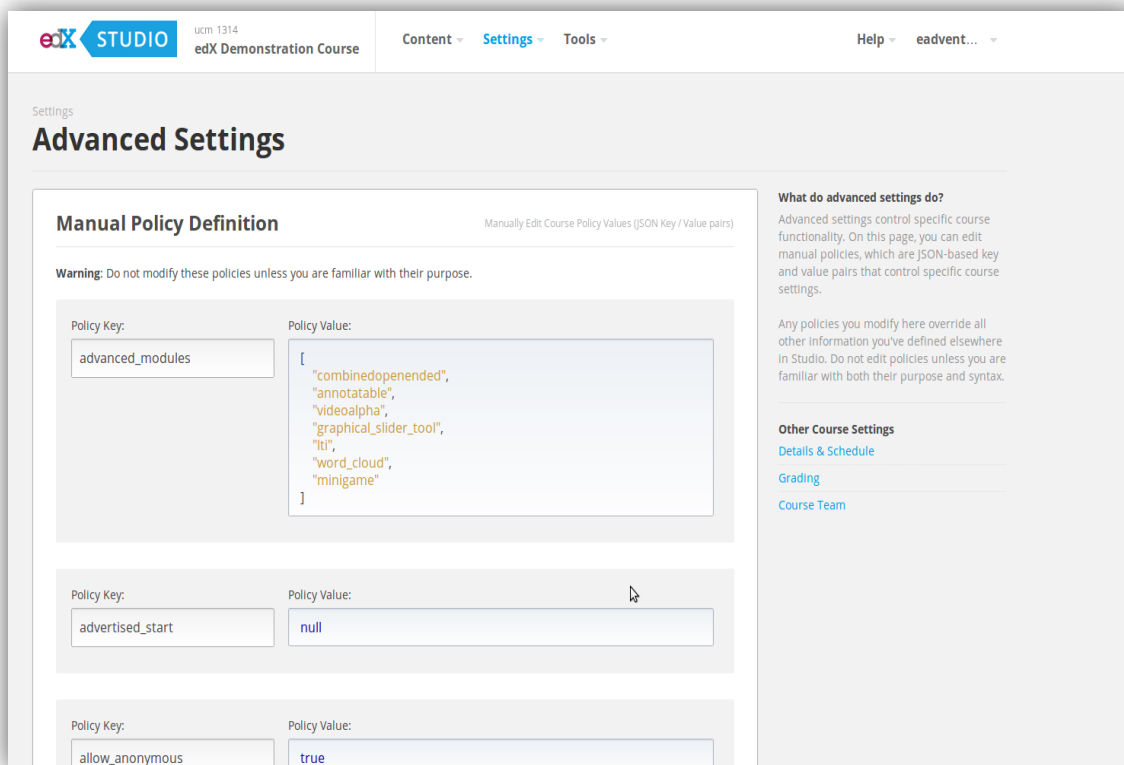 edX STUDIO
ucm 1314
edX Demonstration Course
Content
Settings
Tools
Help
eadvent...
Settings
Advanced Settings
Manual Policy Definition
Manually Edit Course Policy Values (JSON Key / Value pairs)
Warning: Do not modify these policies unless you are familiar with their purpose.
Policy Key:
advanced_modules
Policy Value:
[
"combinedopenended",
"annotatable",
"videoalpha",
"graphical_slider_tool",
"lti",
"word_cloud",
"minigame"
]
Policy Key:
advertised_start
Policy Value:
null
Policy Key:
allow_anonymous
Policy Value:
true
What do advanced settings do?
Advanced settings control specific course
functionality. On this page, you can edit
manual policies, which are JSON-based key
and value pairs that control specific course
settings.
Any policies you modify here override all
other information you've defined elsewhere
in Studio. Do not edit policies unless you are
familiar with both their purpose and syntax.
Other Course Settings
Details & Schedule
Grading
Course Team